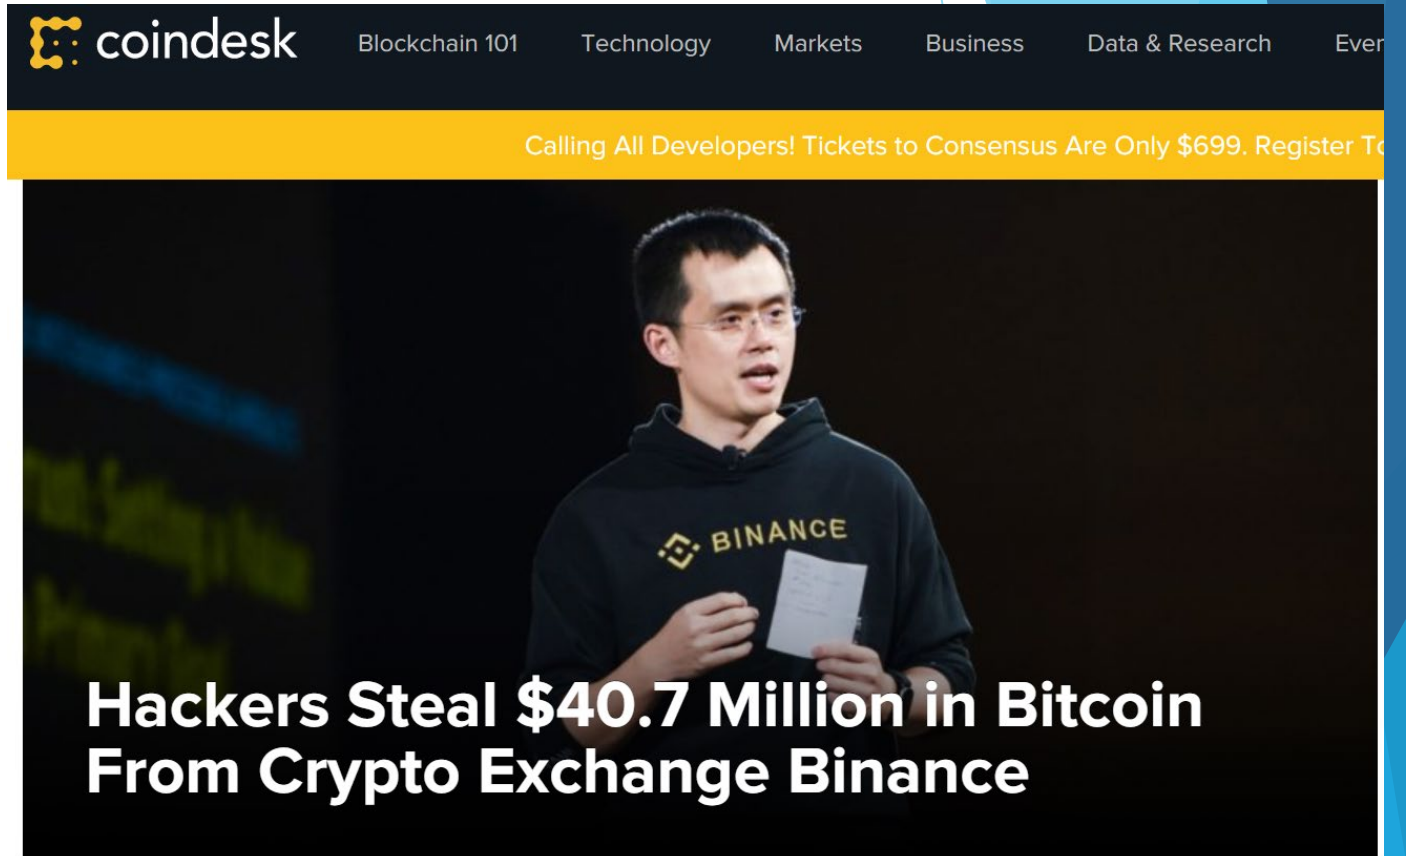 coindesk Blockchain 101 Technology Markets Business Data & Research
Calling All Developers! Tickets to Consensus Are Only $699. Register
BINANCE
Hackers Steal $40.7 Million in Bitcoin
From Crypto Exchange Binance